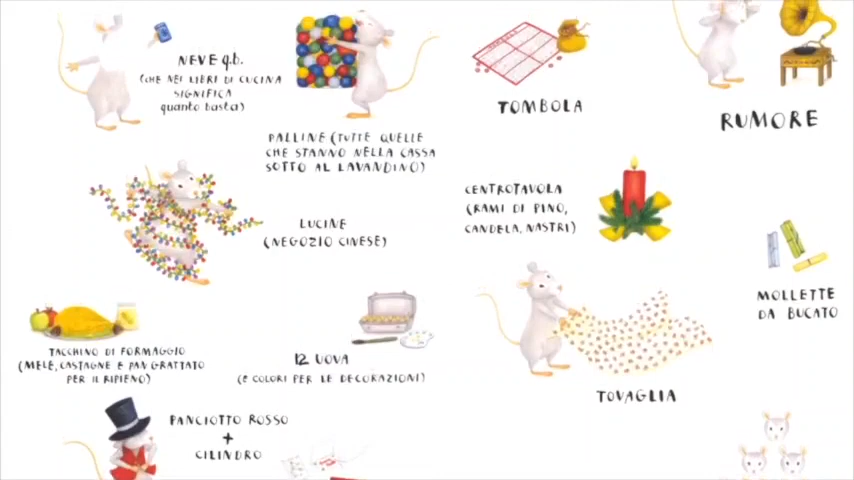 NEVE q.b.
(CHE NEI LIBRI DI CUCINA
SIGNIFICA
quanto basta)
PALLINE (TUTTE QUELLE
CHE STANNO NELLA CASSA
SOTTO AL LAVANDINO)
TOMBOLA
RUMORE
LUCINE
(NEGOZIO CINESE)
CENTROTAVOLA
(RAMI DI PINO,
CANDELA, NASTRI)
MOLLETTE
DA BUCATO
TACCHINO DI FORMAGGIO
(MELE, CASTAGNE E PAN GRATTATO
PER IL RIPIENO)
12 UOVA
(E COLORI PER LE DECORAZIONI)
TOVAGLIA
PANCIOTTO ROSSO
+
CILINDRO